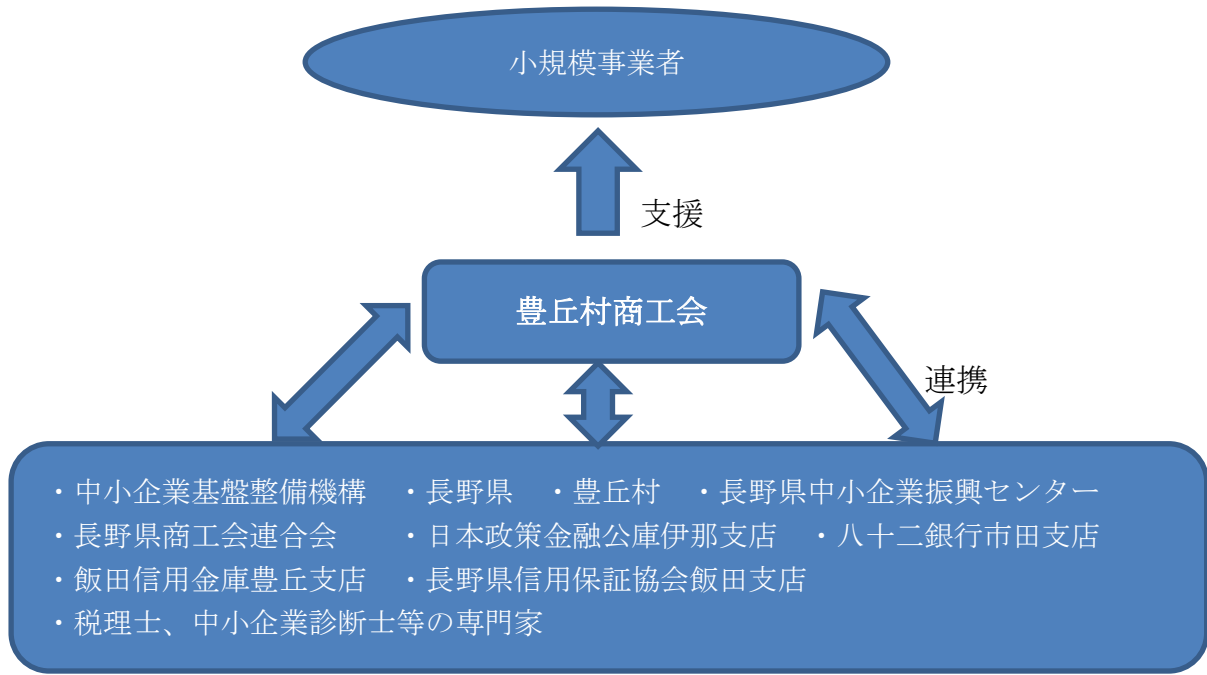 小規模事業者
支援
豊丘村商工会
連携
・中小企業基盤整備機構　・長野県　・豊丘村　・長野県中小企業振興センター
・長野県商工会連合会　・日本政策金融公庫伊那支店　・八十二銀行市田支店
・飯田信用金庫豊丘支店　・長野県信用保証協会飯田支店
・税理士、中小企業診断士等の専門家